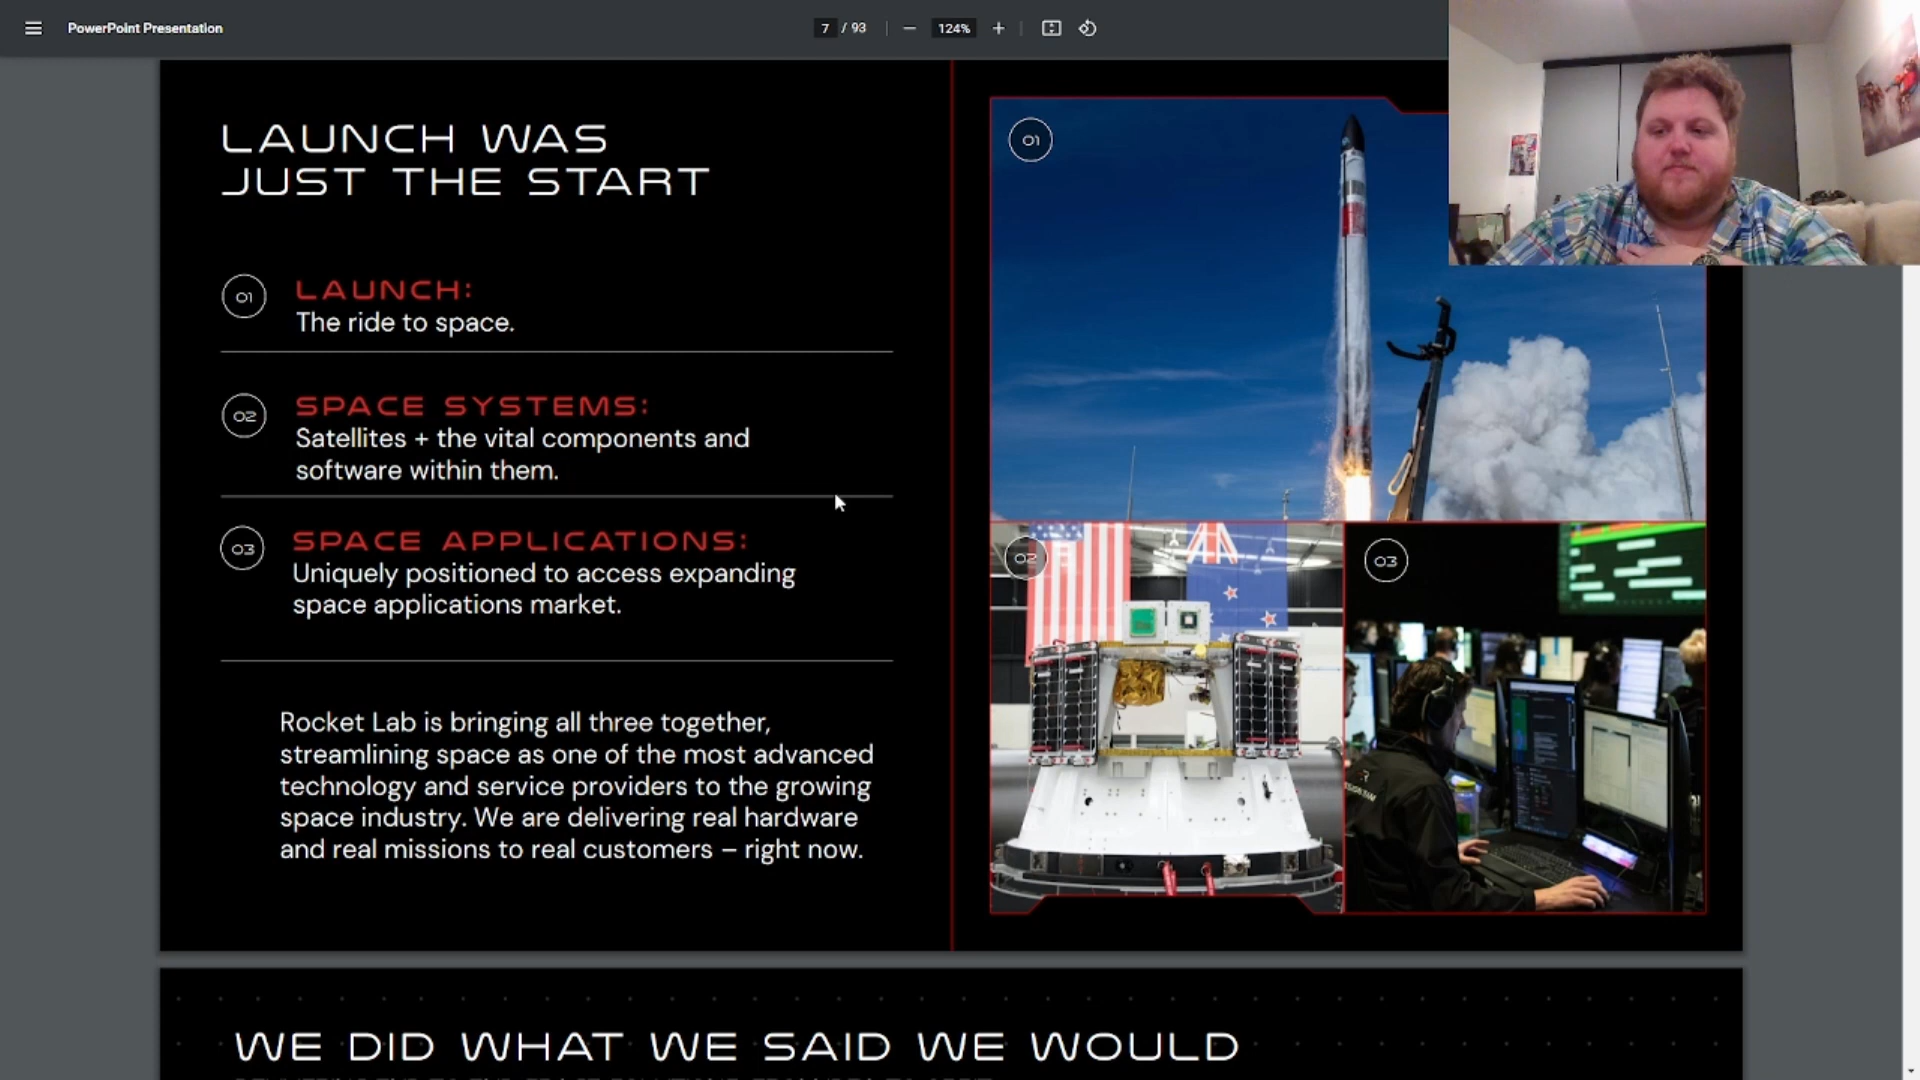 PowerPoint Presentation
7 / 93
124%
LAUNCH WAS
JUST THE START
01
LAUNCH:
The ride to space.
02
SPACE SYSTEMS:
Satellites + the vital components and
software within them.
03
SPACE APPLICATIONS:
Uniquely positioned to access expanding
space applications market.
Rocket Lab is bringing all three together,
streamlining space as one of the most advanced
technology and service providers to the growing
space industry. We are delivering real hardware
and real missions to real customers – right now.
01
02
03
WE DID WHAT WE SAID WE WOULD